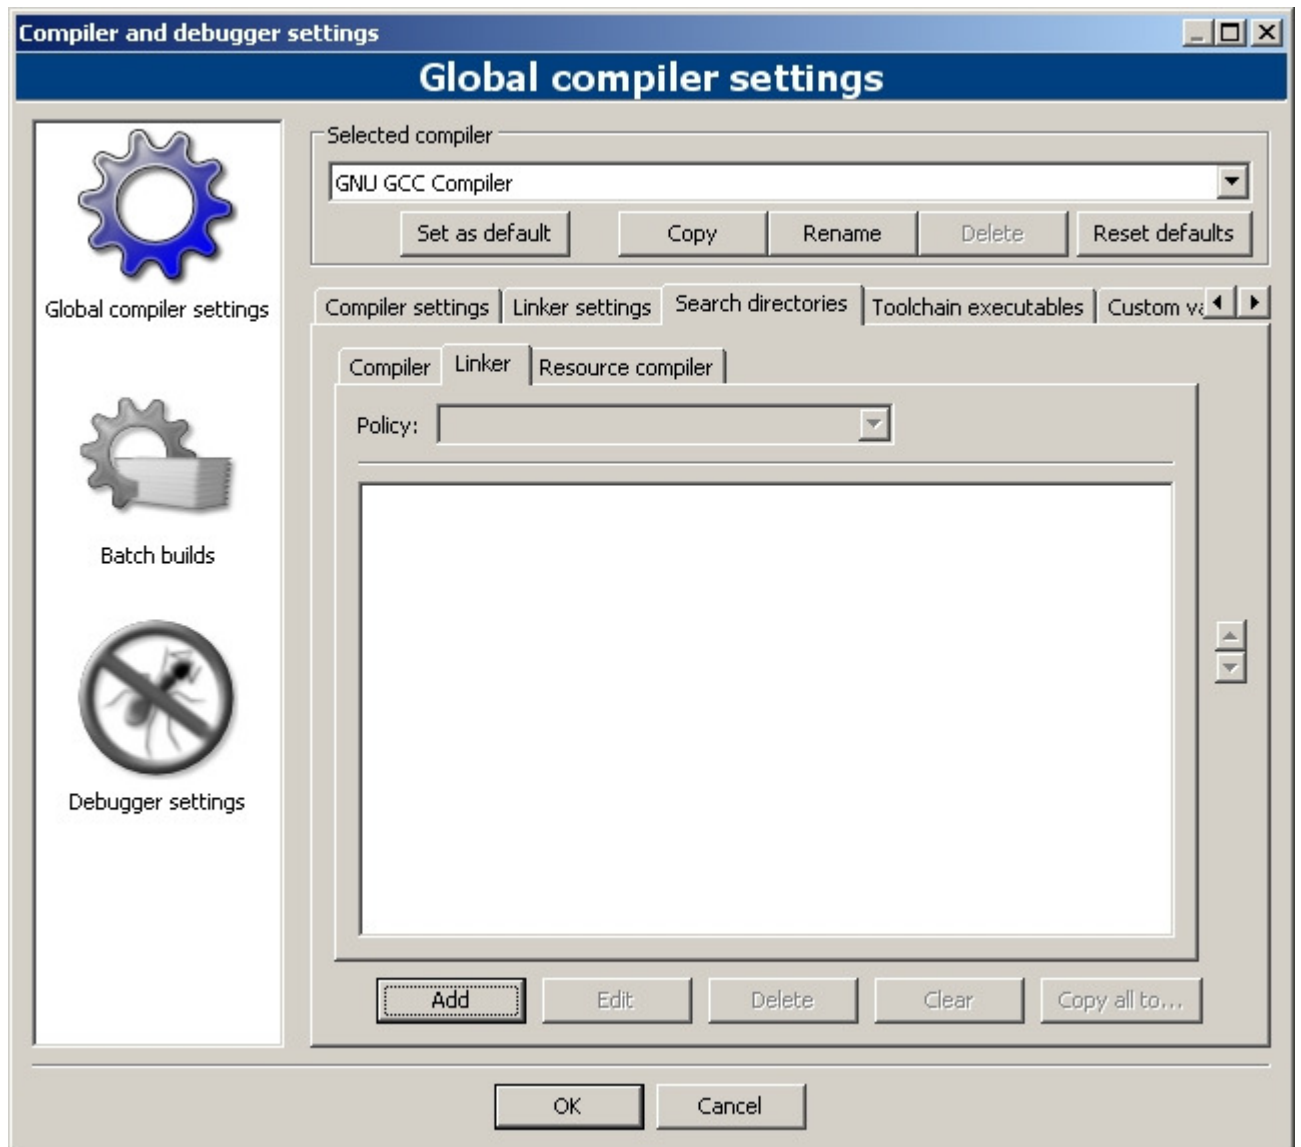 Compiler and debugger settings
Global compiler settings
Global compiler settings
Batch builds
Debugger settings
Selected compiler
GNU GCC Compiler
Set as default Copy Rename Delete Reset defaults
Compiler settings Linker settings Search directories Toolchain executables Custom va
Compiler Linker Resource compiler
Policy:
Add Edit Delete Clear Copy all to...
OK Cancel